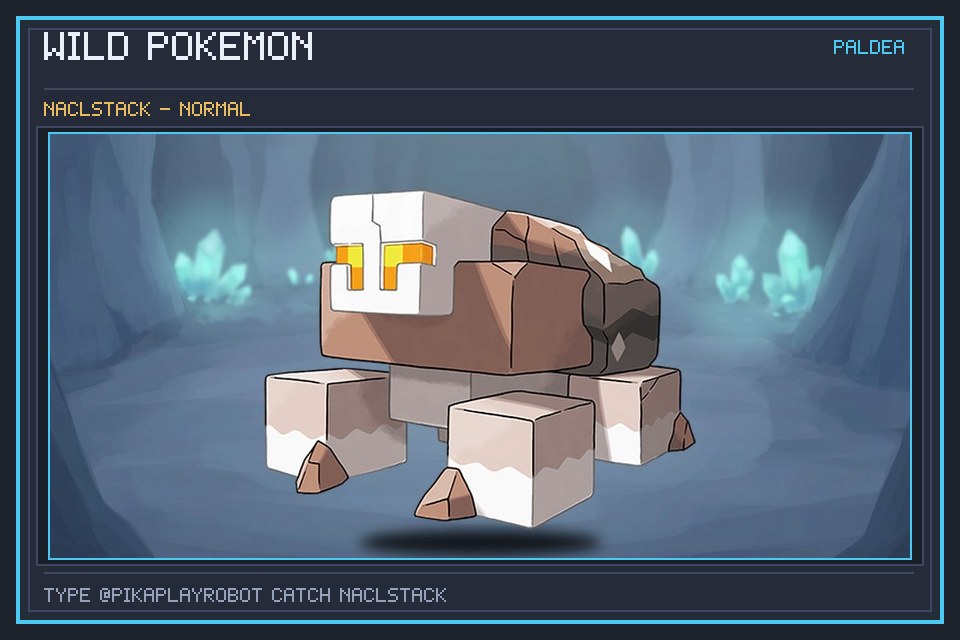 WILD POKEMON
PALDEA
NACLSTACK - NORMAL
TYPE @PIKAPLAYROBOT CATCH NACLSTACK